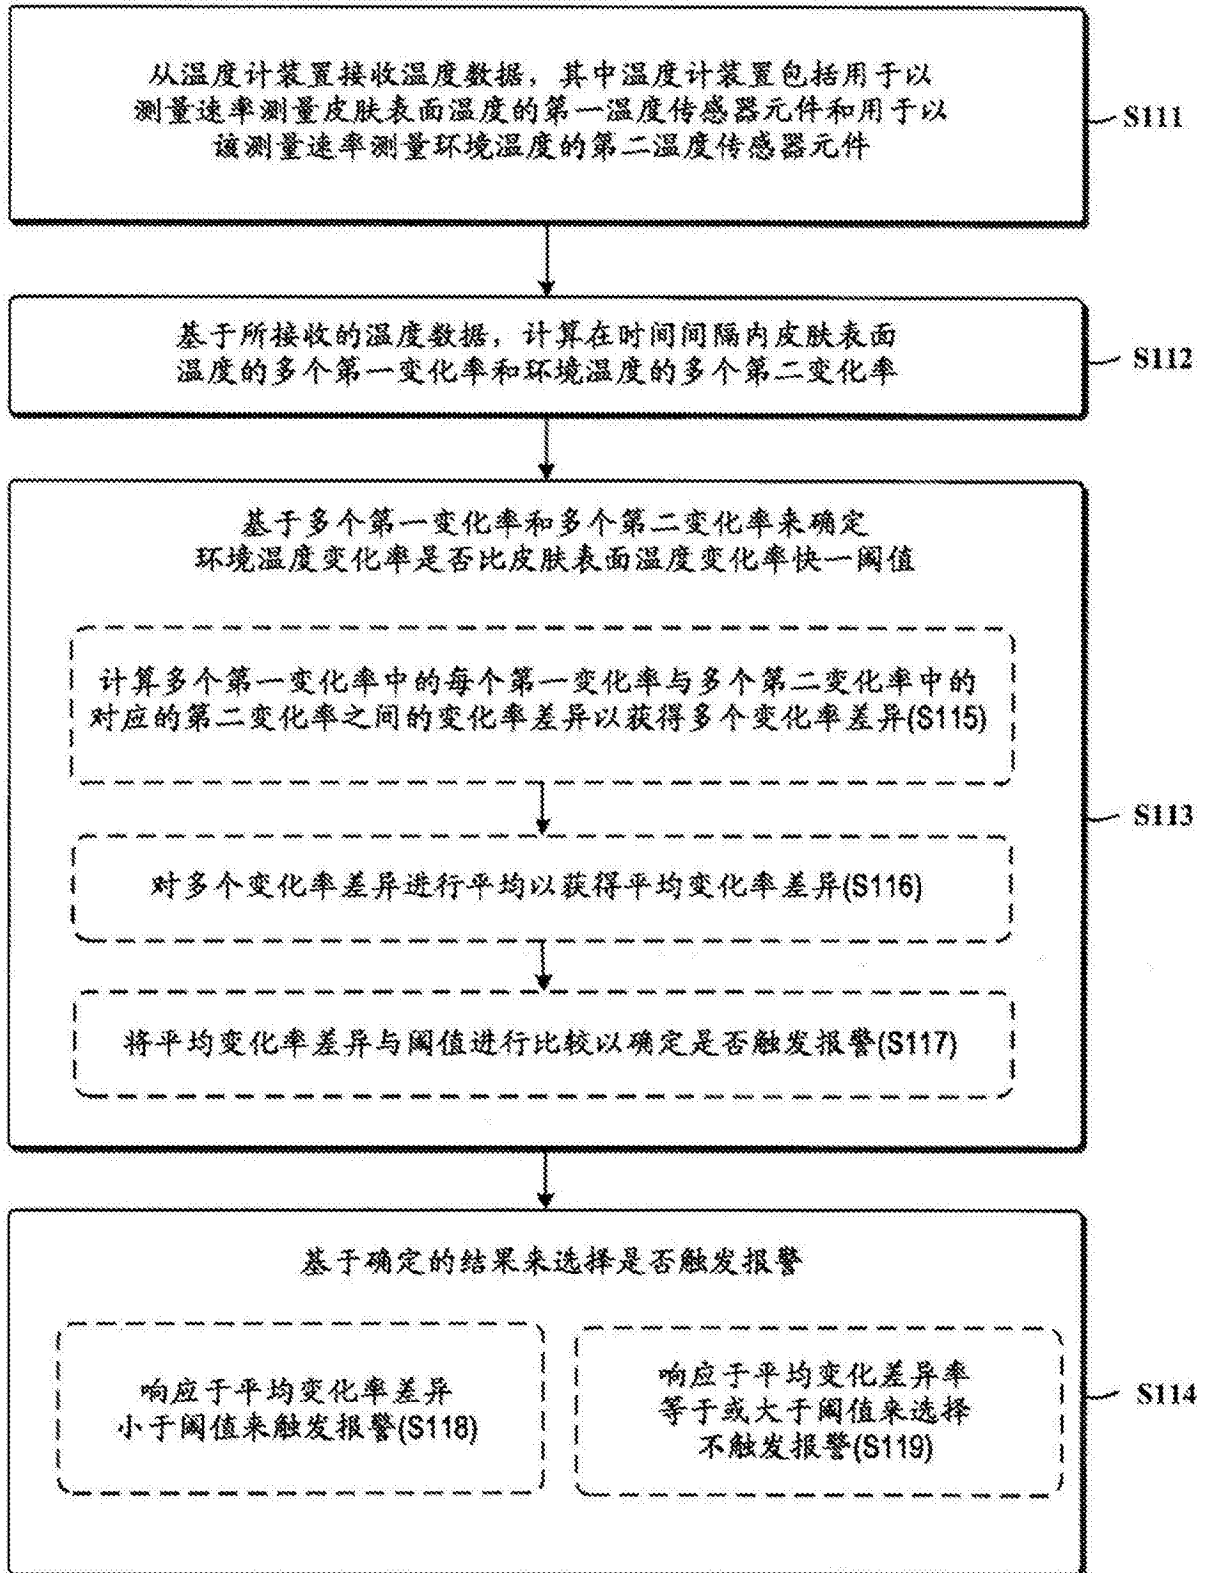 从温度计装置接收温度数据，其中温度计装置包括用于以
测量速率测量皮肤表面温度的第一温度传感器元件和用于以
该测量速率测量环境温度的第二温度传感器元件
S111
基于所接收的温度数据，计算在时间间隔内皮肤表面
温度的多个第一变化率和环境温度的多个第二变化率
S112
基于多个第一变化率和多个第二变化率来确定
环境温度变化率是否比皮肤表面温度变化率快一阈值
计算多个第一变化率中的每个第一变化率与多个第二变化率中的
对应的第二变化率之间的变化率差异以获得多个变化率差异(S115)
对多个变化率差异进行平均以获得平均变化率差异(S116)
将平均变化率差异与阈值进行比较以确定是否触发报警(S117)
S113
基于确定的结果来选择是否触发报警
响应于平均变化率差异
小于阈值来触发报警(S118)
响应于平均变化差异率
等于或大于阈值来选择
不触发报警(S119)
S114